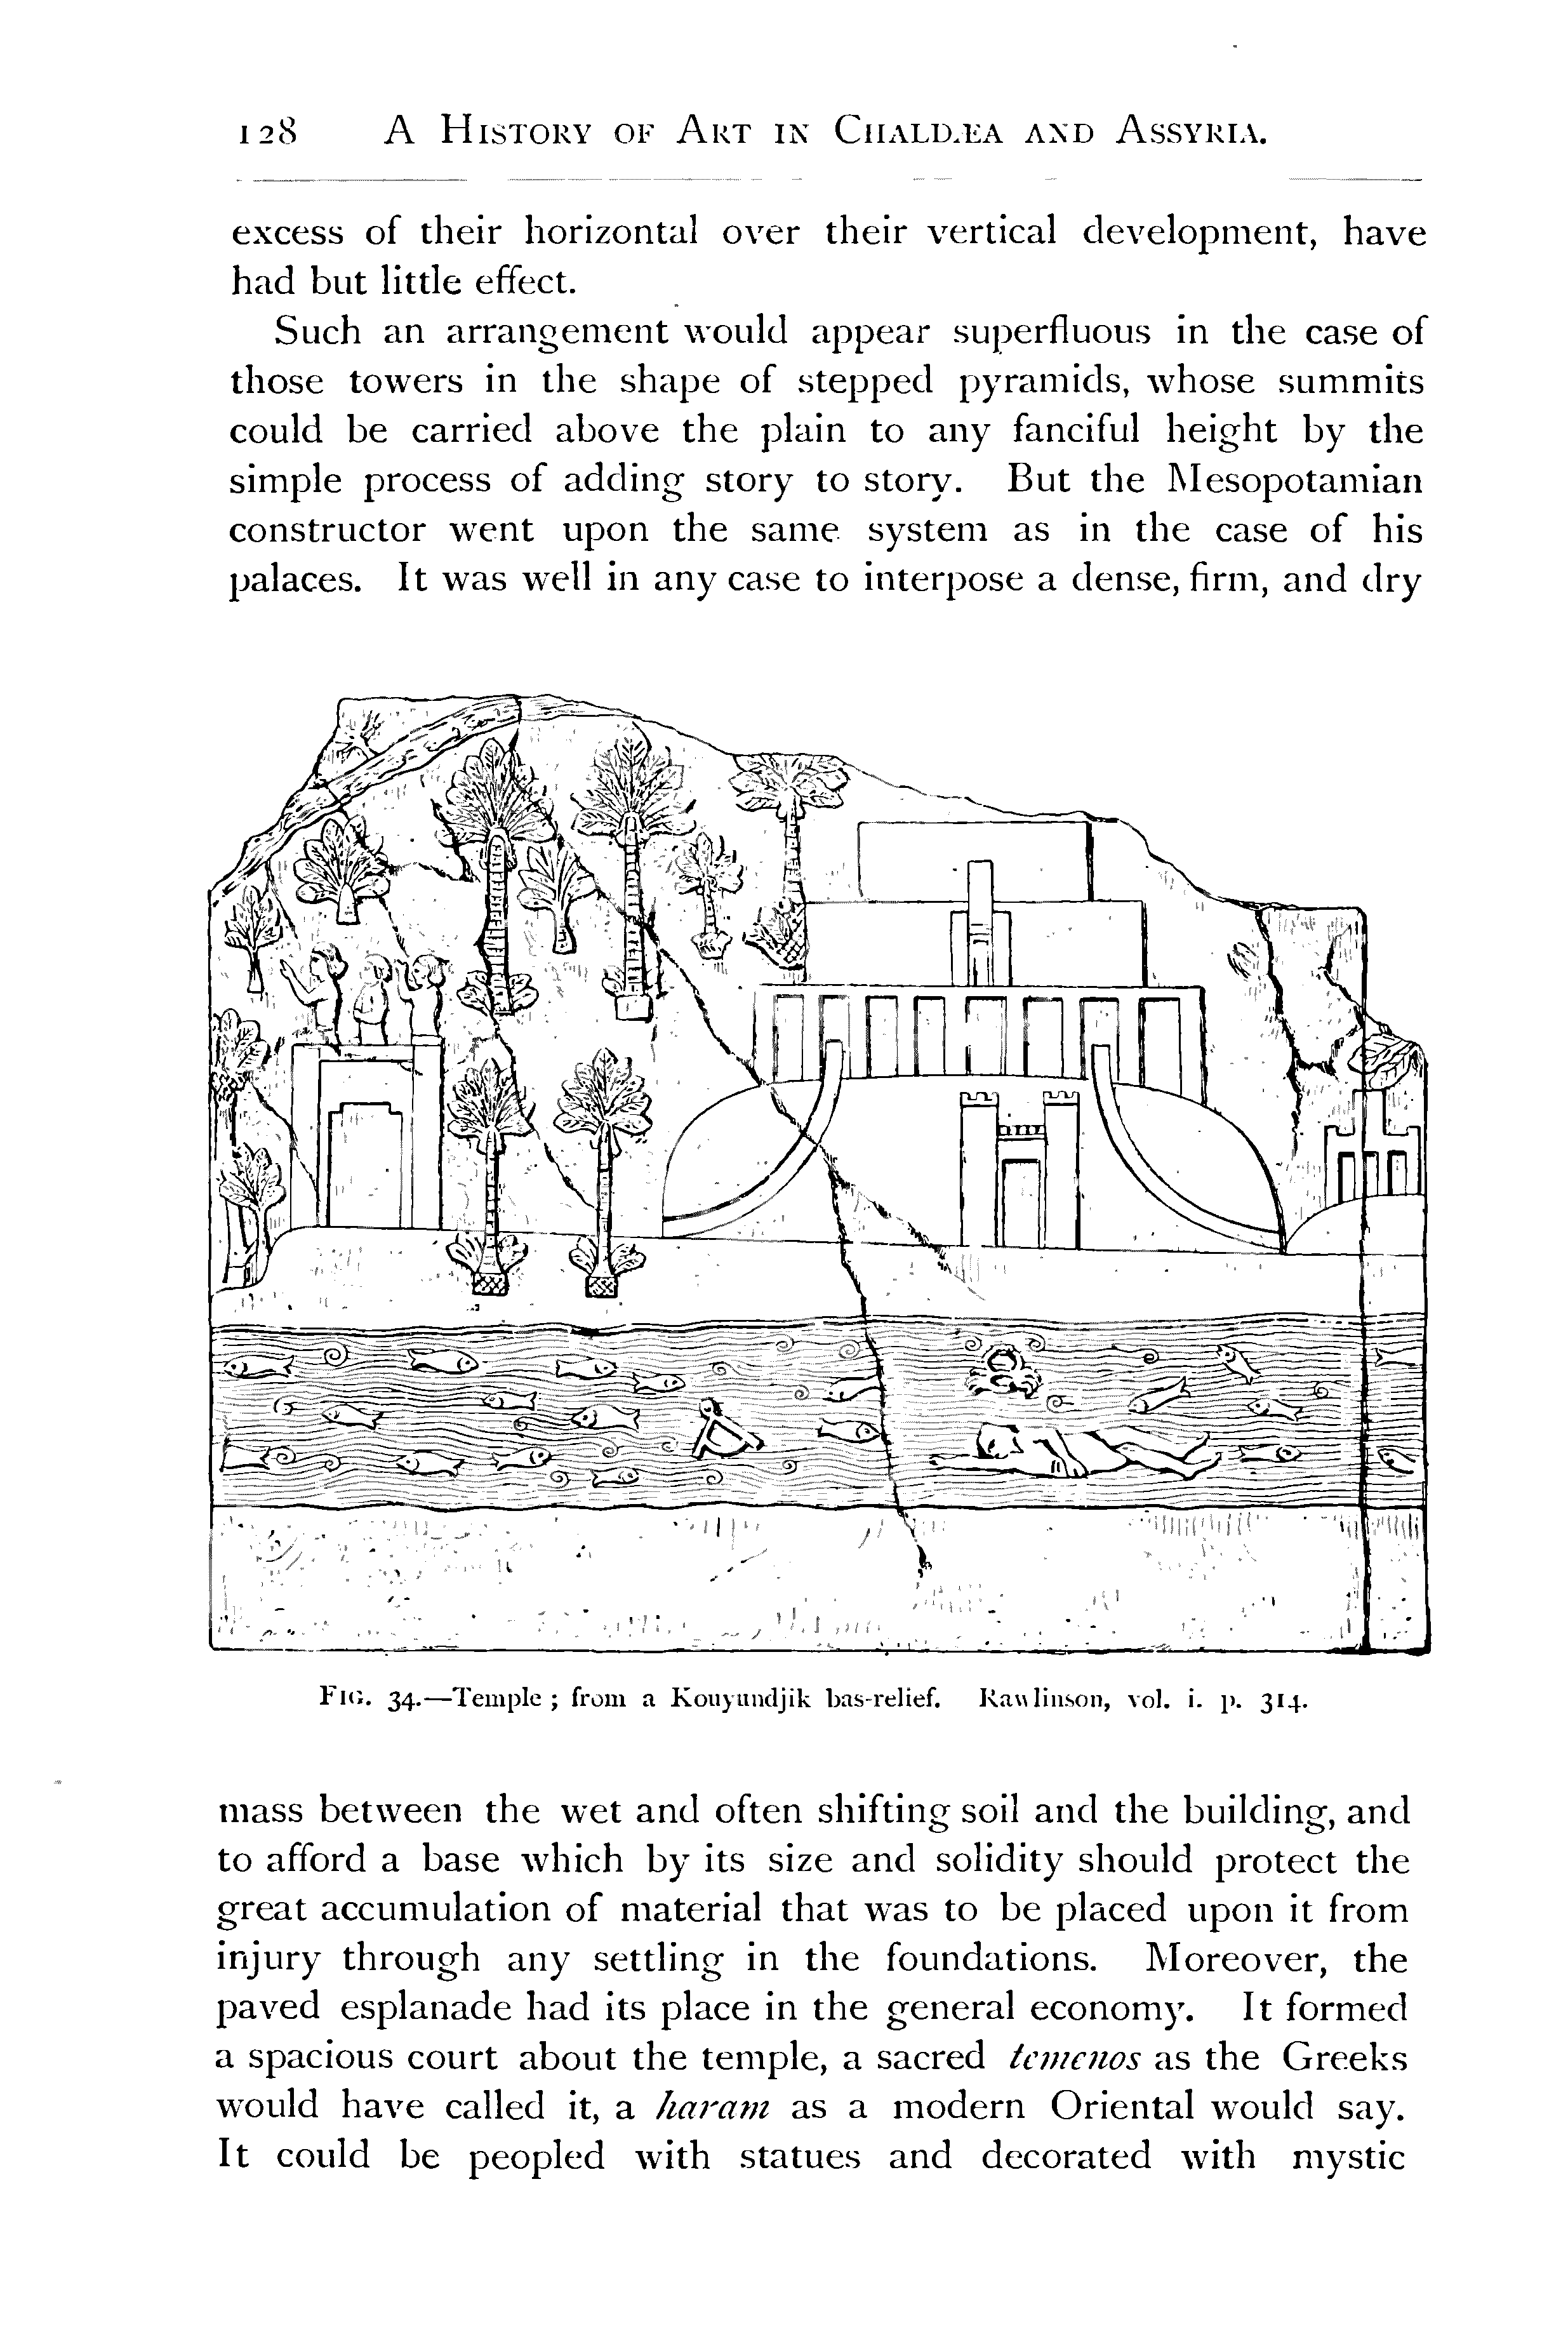 128 A History of Art in Chaldæa and Assyria.
excess of their horizontal over their vertical development, have
had but little effect.
Such an arrangement would appear superfluous in the case of
those towers in the shape of stepped pyramids, whose summits
could be carried above the plain to any fanciful height by the
simple process of adding story to story. But the Mesopotamian
constructor went upon the same system as in the case of his
palaces. It was well in any case to interpose a dense, firm, and dry
Fig. 34.—Temple ; from a Kouyundjik bas-relief. Rawlinson, vol. i. p. 314.
mass between the wet and often shifting soil and the building, and
to afford a base which by its size and solidity should protect the
great accumulation of material that was to be placed upon it from
injury through any settling in the foundations. Moreover, the
paved esplanade had its place in the general economy. It formed
a spacious court about the temple, a sacred temenos as the Greeks
would have called it, a haram as a modern Oriental would say.
It could be peopled with statues and decorated with mystic